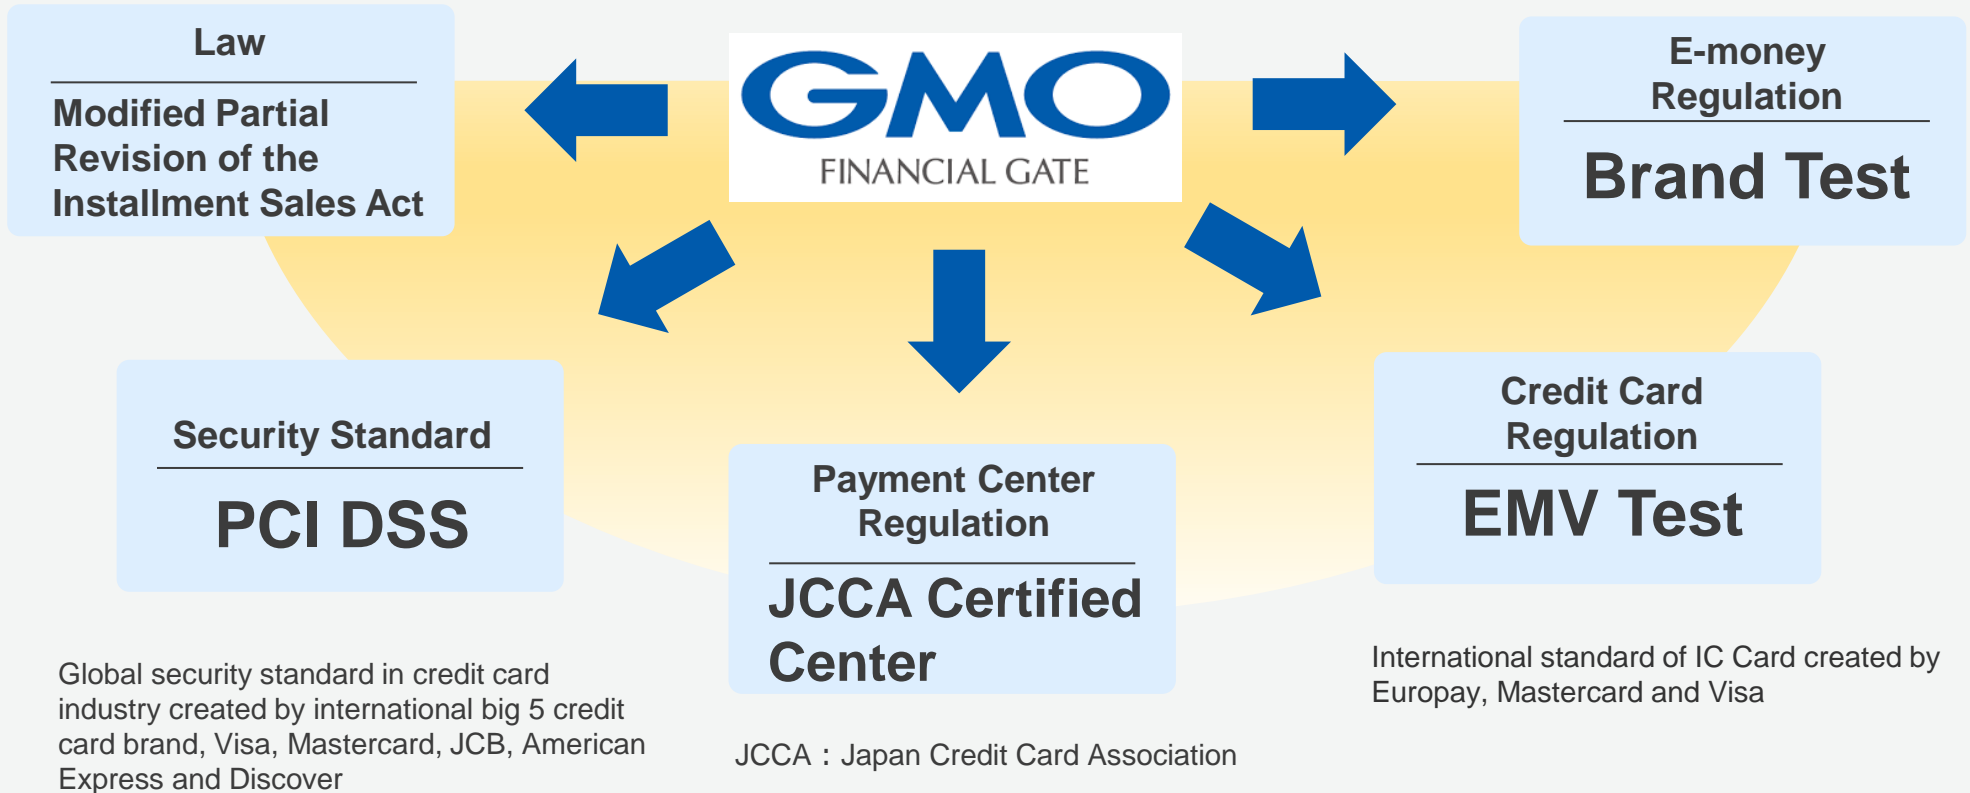 GMO
FINANCIAL GATE
Law
Modified Partial
Revision of the
Installment Sales Act
E-money
Regulation
Brand Test
Security Standard
PCI DSS
Global security standard in credit card
industry created by international big 5 credit
card brand, Visa, Mastercard, JCB, American
Express and Discover
Payment Center
Regulation
JCCA Certified
Center
JCCA：Japan Credit Card Association
Credit Card
Regulation
EMV Test
International standard of IC Card created by
Europay, Mastercard and Visa